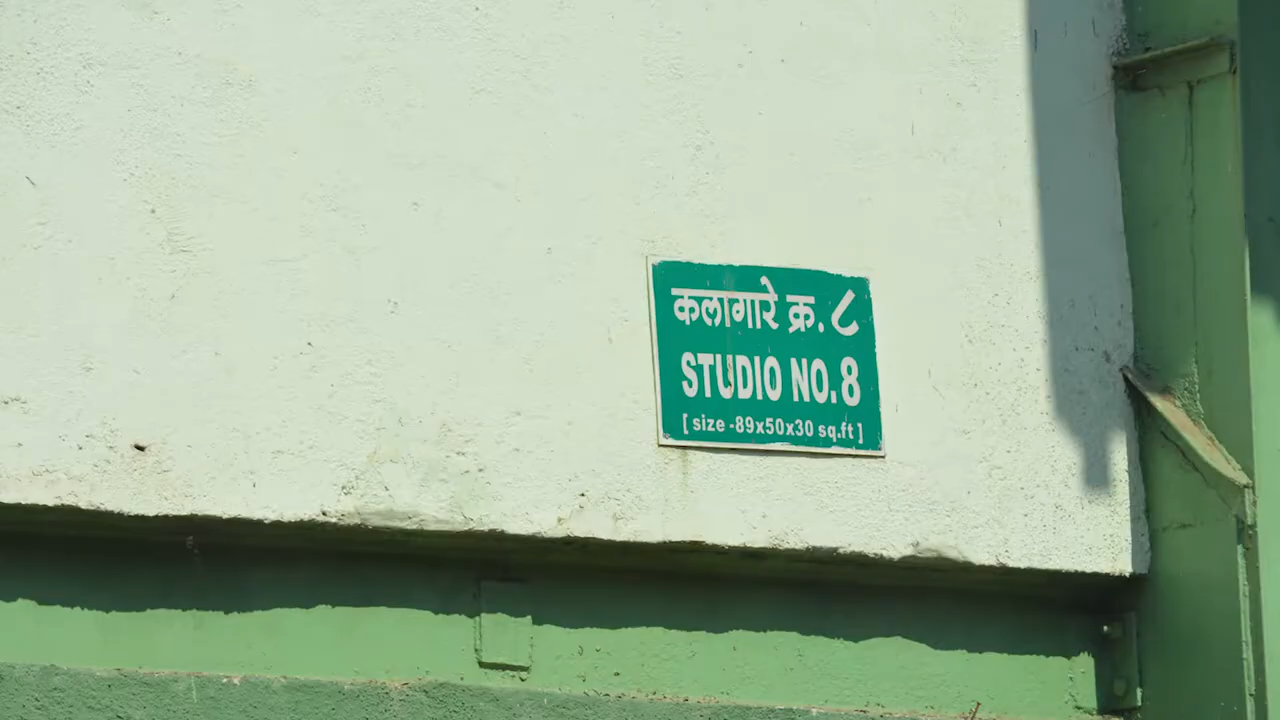 कलागारे क्र. ८
STUDIO NO. 8
[ size -89x50x30 sq.ft ]